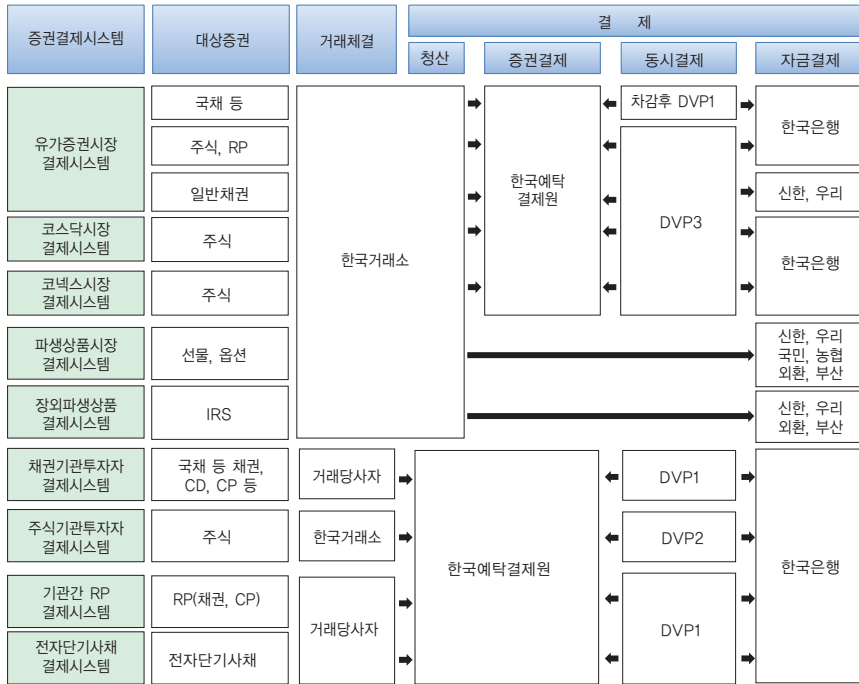 증권결제시스템
대상증권
거래체결
결 제
청산
증권결제
동시결제
자금결제
유가증권시장
결제시스템
국채 등
주식, RP
일반채권
한국거래소
한국예탁
결제원
차감후 DVP1
DVP3
한국은행
신한, 우리
한국은행
코스닥시장
결제시스템
주식
코넥스시장
결제시스템
주식
파생상품시장
결제시스템
선물, 옵션
신한, 우리
국민, 농협
외환, 부산
장외파생상품
결제시스템
IRS
신한, 우리
외환, 부산
채권기관투자자
결제시스템
국채 등 채권,
CD, CP 등
거래당사자
한국예탁결제원
DVP1
한국은행
주식기관투자자
결제시스템
주식
한국거래소
DVP2
기관간 RP
결제시스템
RP(채권, CP)
거래당사자
DVP1
전자단기사채
결제시스템
전자단기사채